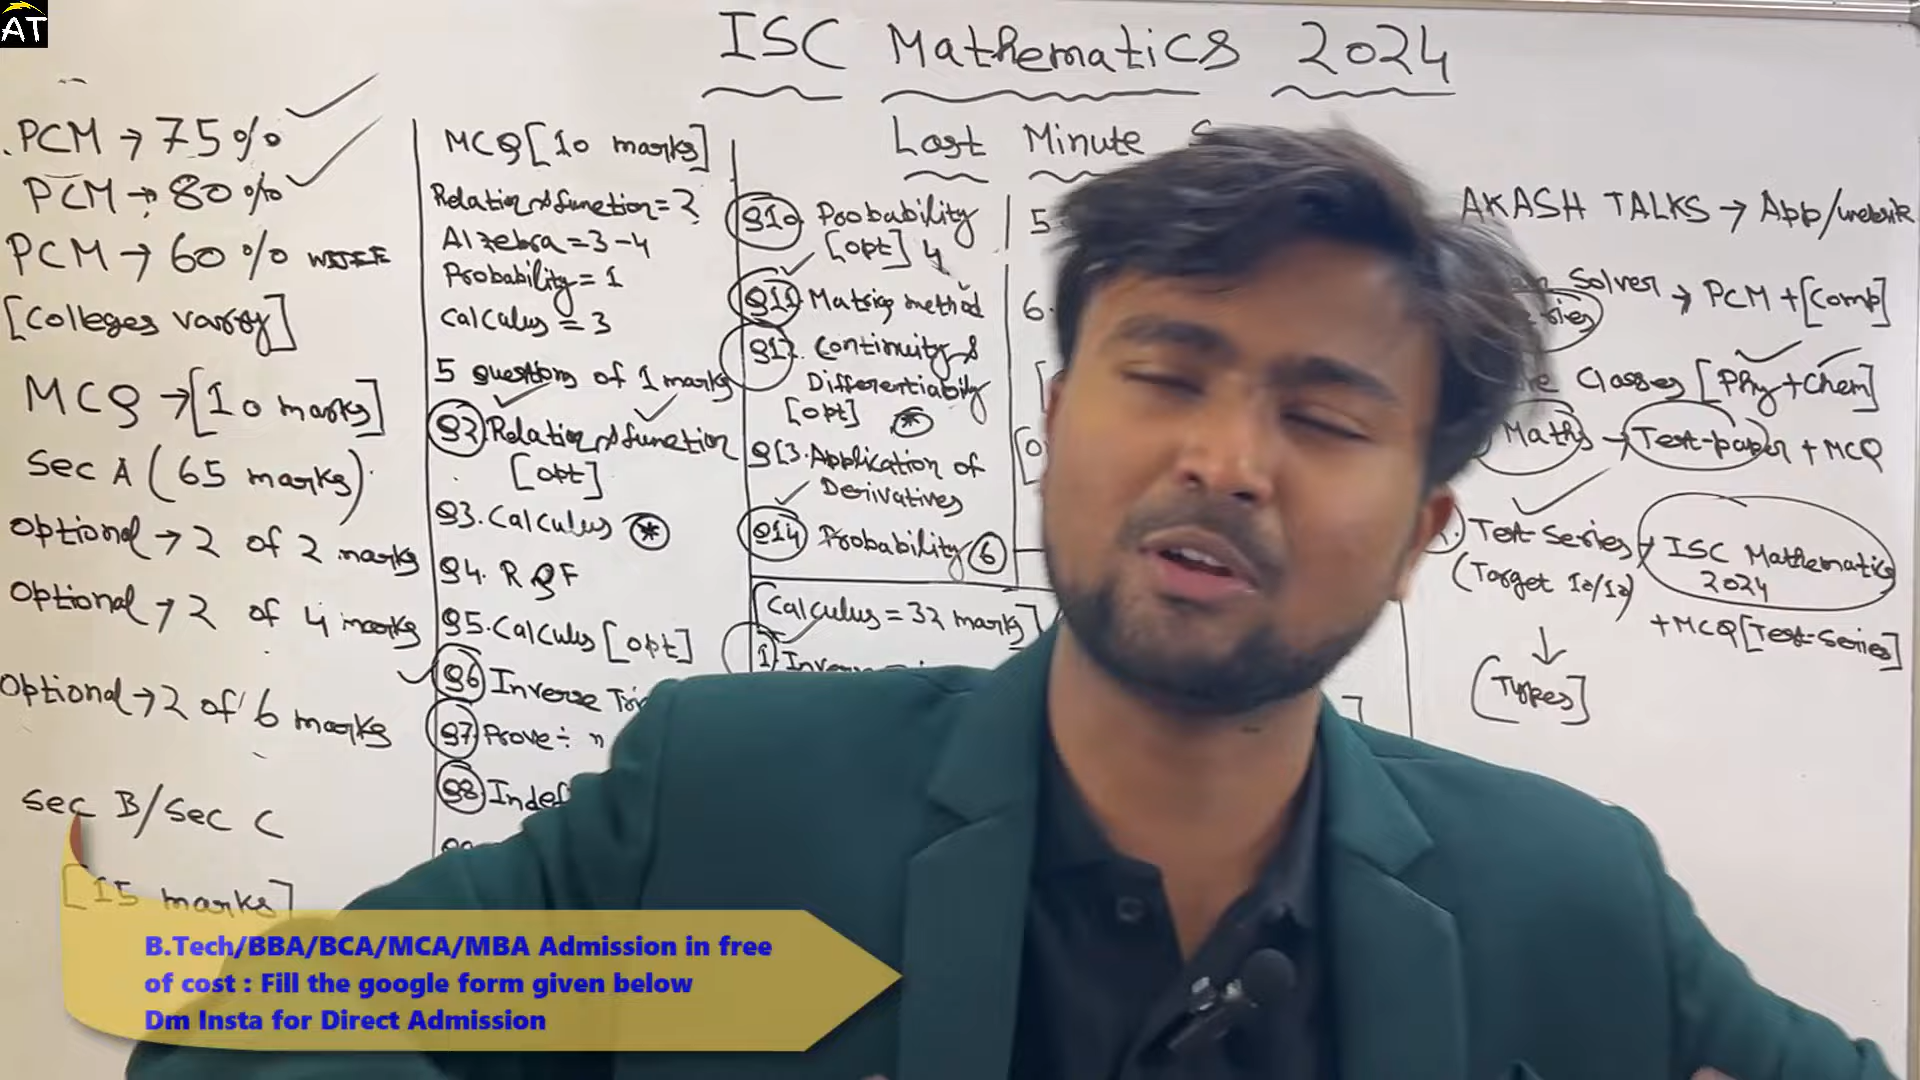 AT
ISC Mathematics 2024
Last Minute
PCM → 75%
PCM → 80%
PCM → 60%
[Colleges varry]
MCQ → [10 marks]
Sec A (65 marks)
Optional → 2 of 2 marks
Optional → 2 of 4 marks
Optional → 2 of 6 marks
Sec B/Sec C
[15 marks]
MCQ [10 marks]
Relation & function = 2
Algebra = 3-4
Probability = 1
Calculus = 3
5 questions of 1 marks
Q2 Relation & function
[opt]
Q3. Calculus *
Q4. R & F
Q5. Calculus [opt]
Q6 Inverse
Q7 Prove ÷
Q8
Q10 Probability
[opt] 4
Q11 Matrix method
Q12. Continuity &
Differentiability
[opt] *
Q13. Application of
Derivatives
Q14 Probability 6
Calculus = 32 marks
1
5
6.
AKASH TALKS → App/website
Solver → PCM + [Comp]
Classes [Phy + Chem]
Maths → Test-paper + MCQ
Test-Series → ISC Mathematics
2024
(Target 10/12)
+ MCQ [Test-Series]
[Types]
B.Tech/BBA/BCA/MCA/MBA Admission in free
of cost : Fill the google form given below
Dm Insta for Direct Admission